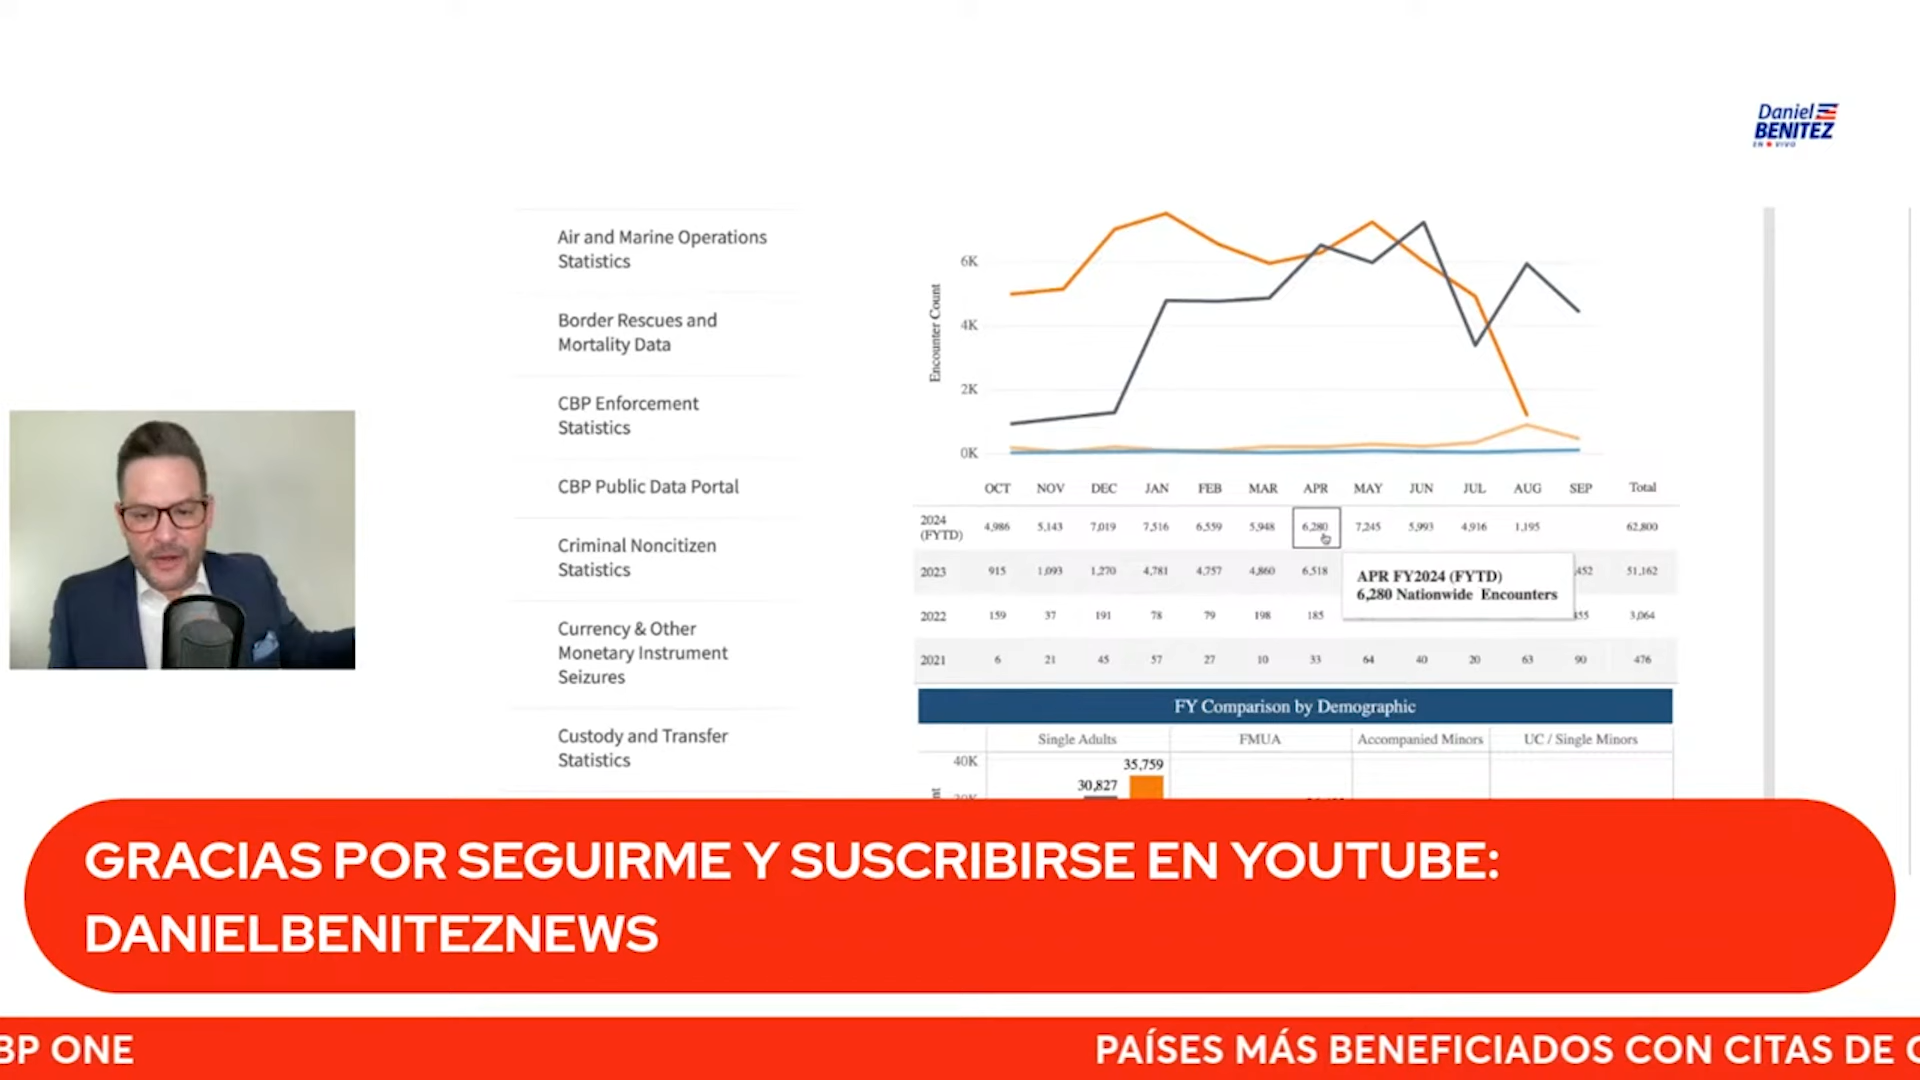 Daniel
BENITEZ
EN VIVO
Air and Marine Operations
Statistics
Border Rescues and
Mortality Data
CBP Enforcement
Statistics
CBP Public Data Portal
Criminal Noncitizen
Statistics
Currency & Other
Monetary Instrument
Seizures
Custody and Transfer
Statistics
Encounter Count
6K
4K
2K
0K
OCT NOV DEC JAN FEB MAR APR MAY JUN JUL AUG SEP Total
2024
(FYTD) 4,986 5,143 7,019 7,516 6,559 5,948 6,280 7,245 5,993 4,916 1,195 62,800
2023 915 1,093 1,270 4,781 4,757 4,860 6,518 ,452 51,162
APR FY2024 (FYTD)
6,280 Nationwide Encounters
2022 159 37 191 78 79 198 185 3,064
2021 6 21 45 57 27 10 33 64 40 20 63 90 476
FY Comparison by Demographic
Single Adults FMUA Accompanied Minors UC / Single Minors
40K
35,759
30,827
GRACIAS POR SEGUIRME Y SUSCRIBIRSE EN YOUTUBE:
DANIELBENITEZNEWS
BP ONE PAÍSES MÁS BENEFICIADOS CON CITAS DE C